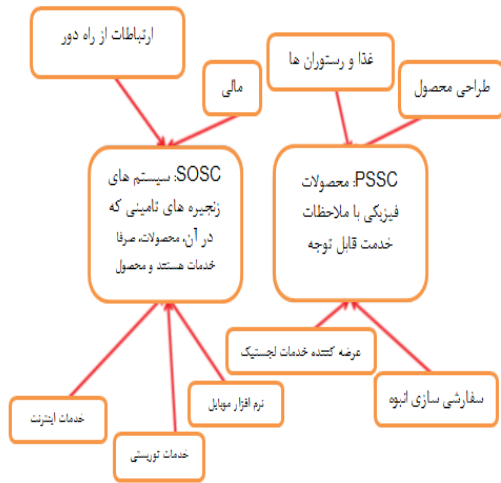 ارتباطات از راه دور
غذا و رستوران ها
مالی
طراحی محصول
SOSC: سیستم های
زنجیره های تامینی که
در آن، محصولات، صرفا
خدمات هستند و محصول
PSSC: محصولات
فیزیکی با ملاحظات
خدمت قابل توجه
عرضه کننده خدمات لجستیک
نرم افزار موبایل
سفارشی سازی انبوه
خدمات اینترنت
خدمات توریستی